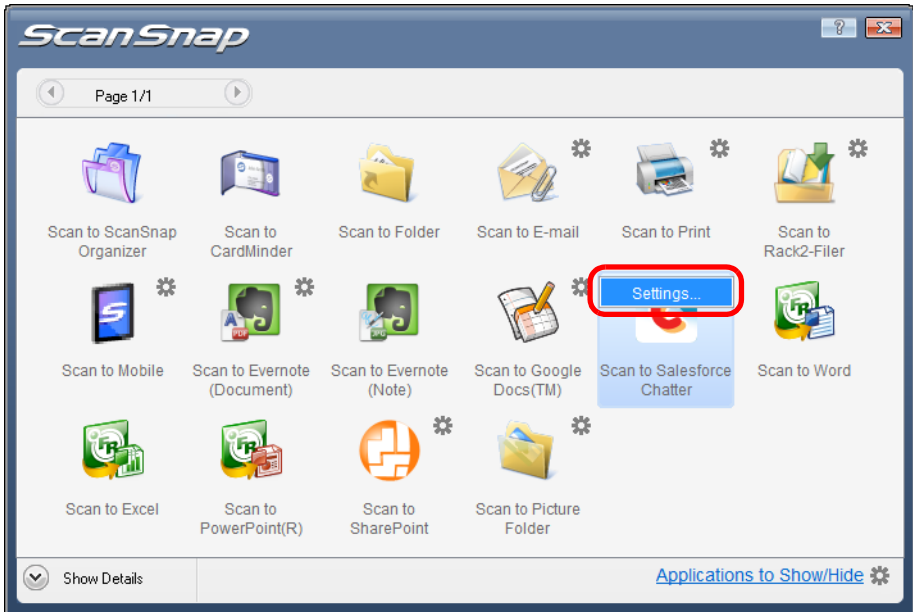 ScanSnap
?
Page 1/1
Scan to ScanSnap
Organizer
Scan to
CardMinder
Scan to Folder
Scan to E-mail
Scan to Print
Scan to
Rack2-Filer
Settings...
Scan to Mobile
Scan to Evernote
(Document)
Scan to Evernote
(Note)
Scan to Google
Docs(TM)
Scan to Salesforce
Chatter
Scan to Word
Scan to Excel
Scan to
PowerPoint(R)
Scan to
SharePoint
Scan to Picture
Folder
Show Details
Applications to Show/Hide